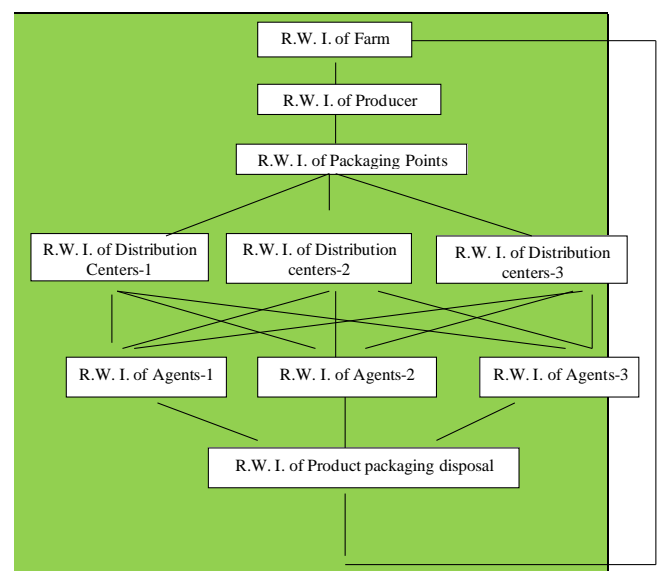 R.W. I. of Farm
R.W. I. of Producer
R.W. I. of Packaging Points
R.W. I. of Distribution
Centers-1
R.W. I. of Distribution
centers-2
R.W. I. of Distribution
centers-3
R.W. I. of Agents-1
R.W. I. of Agents-2
R.W. I. of Agents-3
R.W. I. of Product packaging disposal